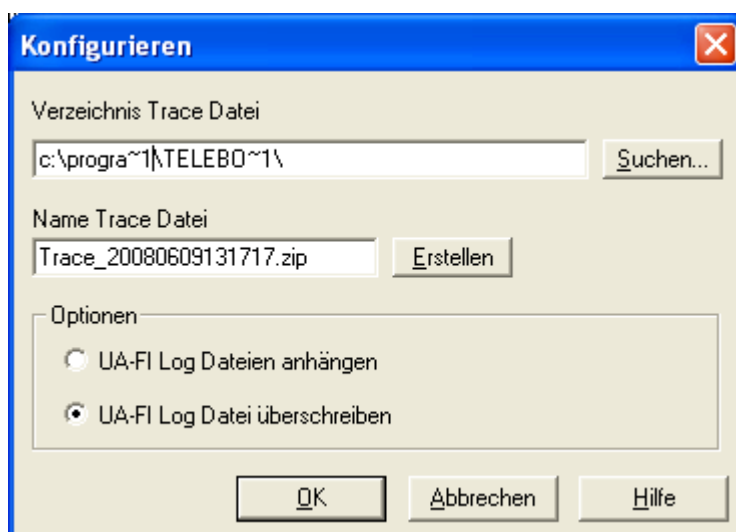 Konfigurieren
Verzeichnis Trace Datei
c:\progra~1\TELEBO~1\
Suchen...
Name Trace Datei
Trace_20080609131717.zip
Erstellen
Optionen
UA-FI Log Dateien anhängen
UA-FI Log Datei überschreiben
OK Abbrechen Hilfe